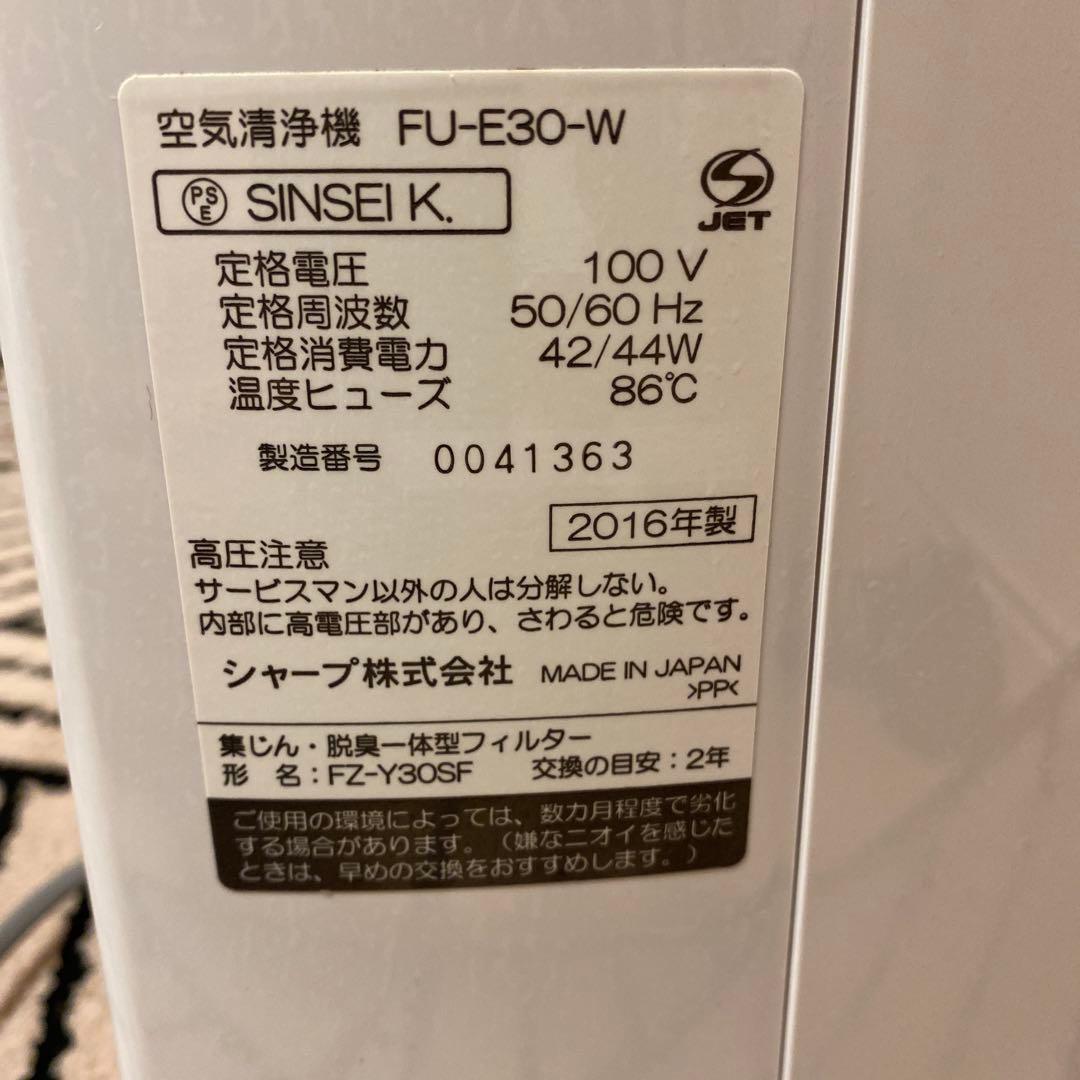 空気清浄機 FU-E30-W
PSE SINSEI K.
JET
定格電圧 100 V
定格周波数 50/60 Hz
定格消費電力 42/44W
温度ヒューズ 86℃
製造番号 0041363
2016年製
高圧注意
サービスマン以外の人は分解しない。
内部に高電圧部があり、さわると危険です。
シャープ株式会社 MADE IN JAPAN
>PP<
集じん・脱臭一体型フィルター
形 名：FZ-Y30SF 交換の目安：2年
ご使用の環境によっては、数カ月程度で劣化
する場合があります。（嫌なニオイを感じた
ときは、早めの交換をおすすめします。）